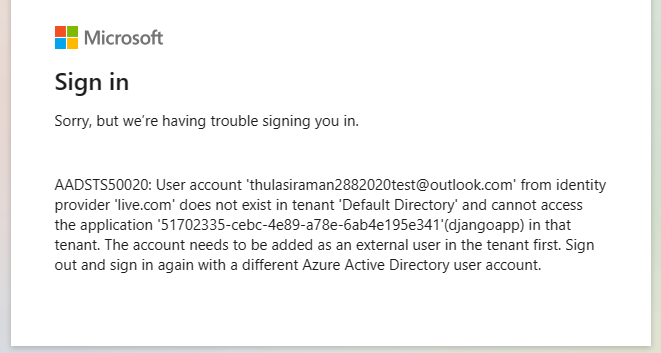 Microsoft
Sign in
Sorry, but we're having trouble signing you in.
AADSTS50020: User account 'thulasiraman2882020test@outlook.com' from identity
provider 'live.com' does not exist in tenant 'Default Directory' and cannot access
the application '51702335-cebc-4e89-a78e-6ab4e195e341'(djangoapp) in that
tenant. The account needs to be added as an external user in the tenant first. Sign
out and sign in again with a different Azure Active Directory user account.